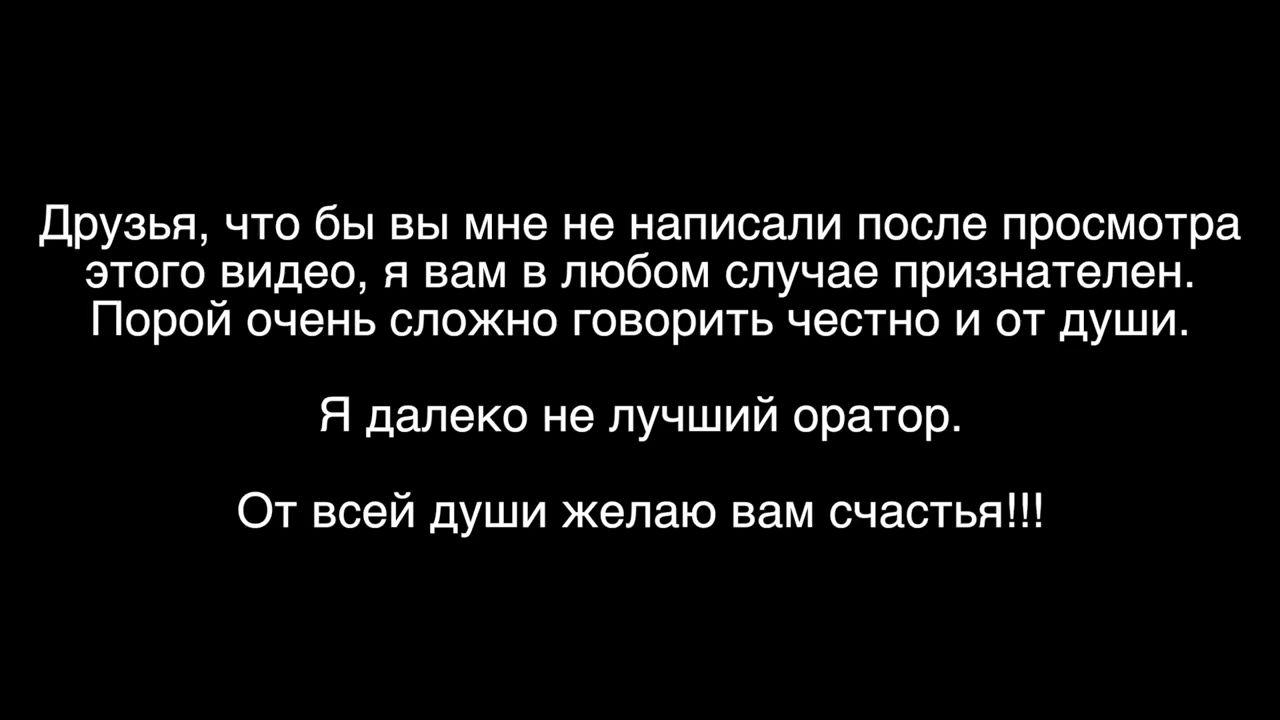 Друзья, что бы вы мне не написали после просмотра
этого видео, я вам в любом случае признателен.
Порой очень сложно говорить честно и от души.
Я далеко не лучший оратор.
От всей души желаю вам счастья!!!